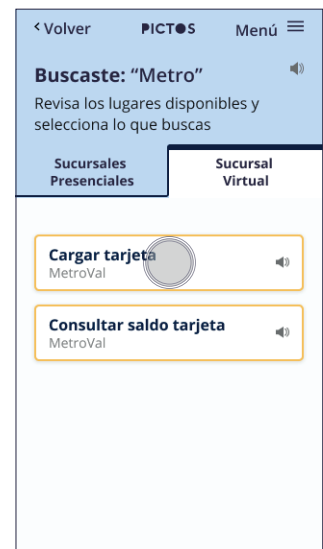 Volver PICTOS Menú
Buscaste: “Metro”
Revisa los lugares disponibles y
selecciona lo que buscas
Sucursales
Presenciales
Sucursal
Virtual
Cargar tarjeta
MetroVal
Consultar saldo tarjeta
MetroVal